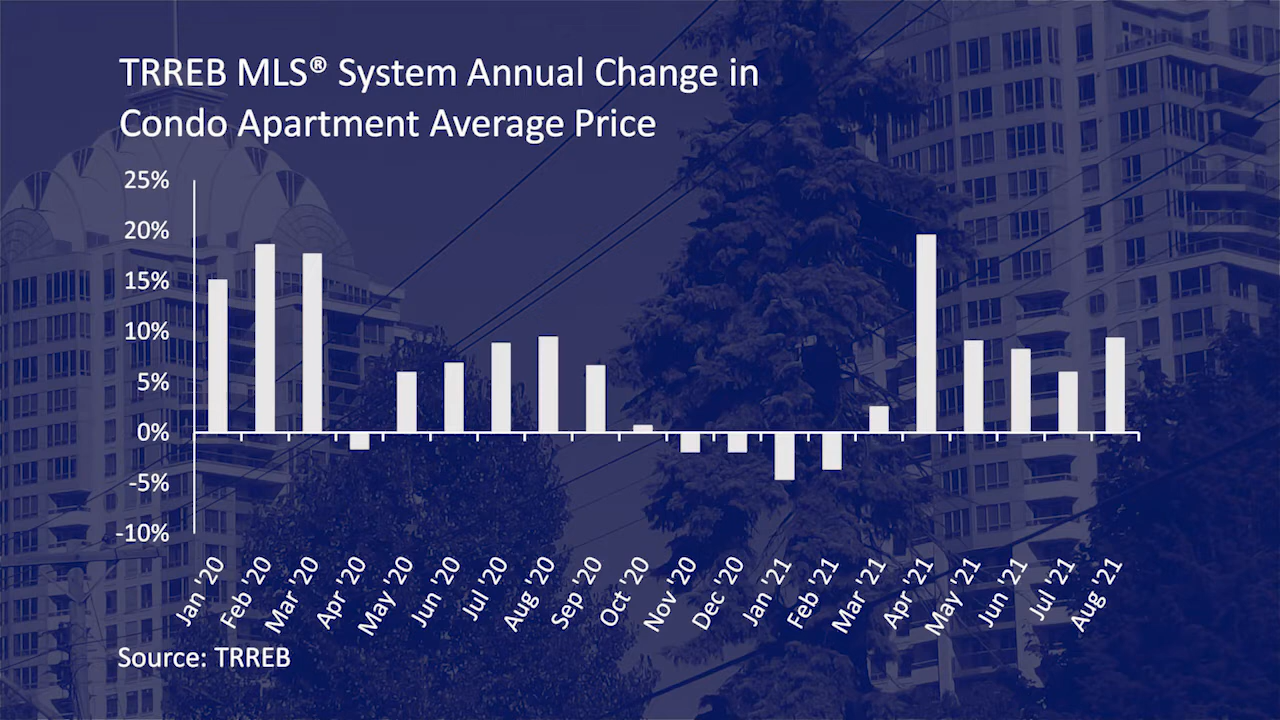 TRREB MLS® System Annual Change in
Condo Apartment Average Price
25%
20%
15%
10%
5%
0%
-5%
-10%
Jan '20
Feb '20
Mar '20
Apr '20
May '20
Jun '20
Jul '20
Aug '20
Sep '20
Oct '20
Nov '20
Dec '20
Jan '21
Feb '21
Mar '21
Apr '21
May '21
Jun '21
Jul '21
Aug '21
Source: TRREB